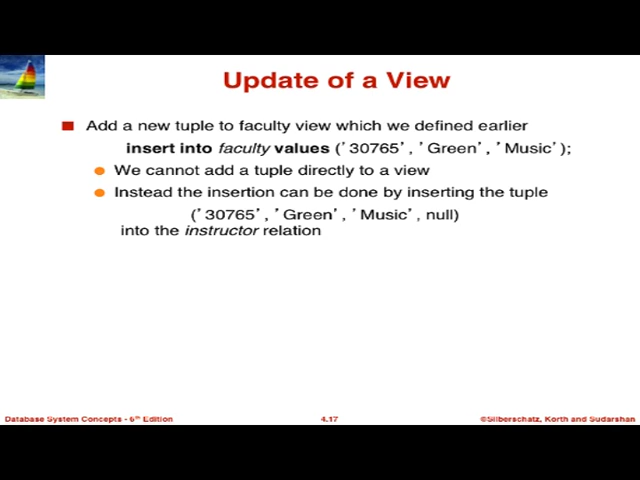 Update of a View
Add a new tuple to faculty view which we defined earlier
insert into faculty values ('30765', 'Green', 'Music');
We cannot add a tuple directly to a view
Instead the insertion can be done by inserting the tuple
('30765', 'Green', 'Music', null)
into the instructor relation
Database System Concepts - 6th Edition
4.17
©Silberschatz, Korth and Sudarshan